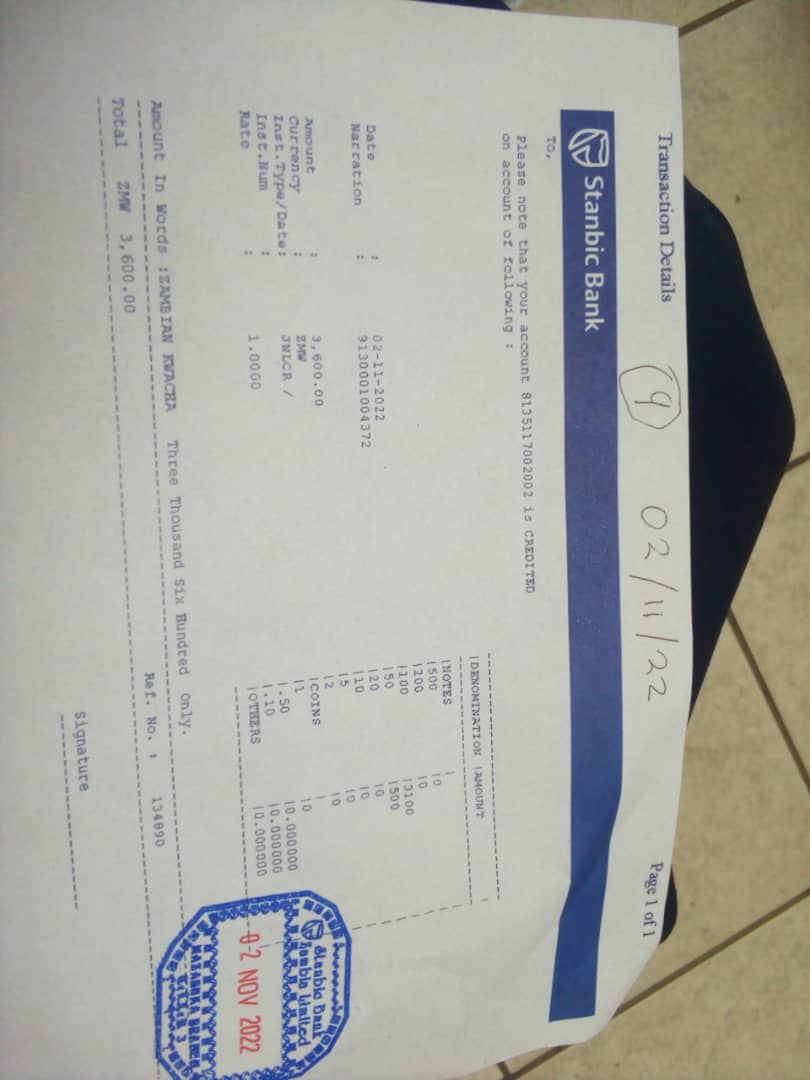 Transaction Details
Page 1 of 1
(9) 02/11/22
Stanbic Bank
To,
Please note that your account 8135117002002 is CREDITED
on account of following :
|DENOMINATION |AMOUNT |
|NOTES |
|500 |0
|200 |0
|100 |3100
|50 |500
|20 |0
|10 |0
|5 |0
|2 |0
|COINS
|1 |0
|.50 |0.000000
|.10 |0.000000
|OTHERS |0.000000
Date : 02-11-2022
Narration : 9130001004372
Amount : 3,600.00
Currency : ZMW
Inst.Type/Date: JNLCR /
Inst.Num :
Rate : 1.0000
Amount In Words :ZAMBIAN KWACHA Three Thousand Six Hundred Only.
Total ZMW 3,600.00
Ref. No. : 134890
Signature
Stanbic Bank
Zambia Limited
02 NOV 2022